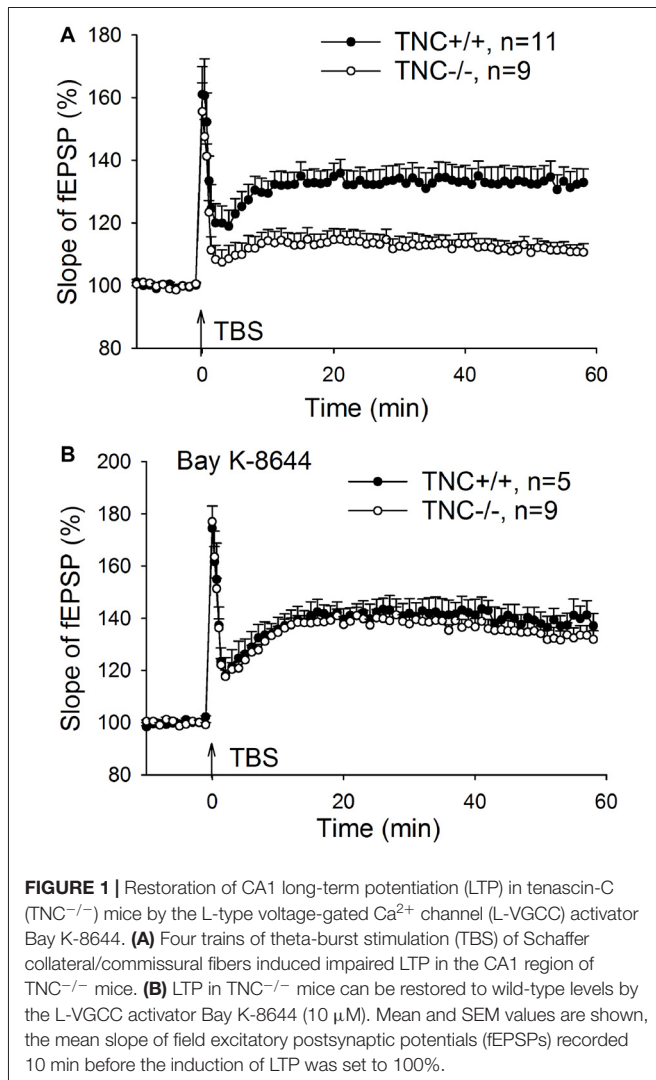 A
180
TNC+/+, n=11
TNC-/-, n=9
160
140
120
100
80
Slope of fEPSP (%)
TBS
0
20
40
60
Time (min)
B
Bay K-8644
200
TNC+/+, n=5
TNC-/-, n=9
180
160
140
120
100
80
Slope of fEPSP (%)
TBS
0
20
40
60
Time (min)
FIGURE 1 | Restoration of CA1 long-term potentiation (LTP) in tenascin-C
(TNC−/−) mice by the L-type voltage-gated Ca2+ channel (L-VGCC) activator
Bay K-8644. (A) Four trains of theta-burst stimulation (TBS) of Schaffer
collateral/commissural fibers induced impaired LTP in the CA1 region of
TNC−/− mice. (B) LTP in TNC−/− mice can be restored to wild-type levels by
the L-VGCC activator Bay K-8644 (10 μM). Mean and SEM values are shown,
the mean slope of field excitatory postsynaptic potentials (fEPSPs) recorded
10 min before the induction of LTP was set to 100%.